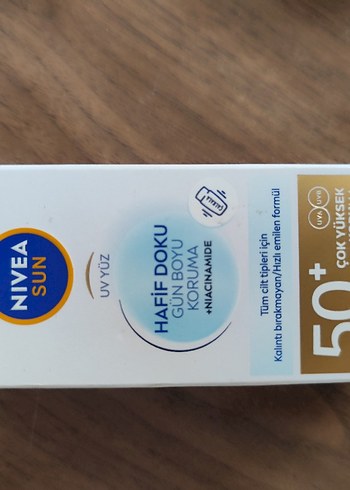 NIVEA
SUN
UV YÜZ
HAFİF DOKU
GÜN BOYU
KORUMA
+NIACINAMIDE
Tüm cilt tipleri için
Kalıntı bırakmayan/Hızlı emilen formül
50+
ÇOK YÜKSEK
UVA UVB